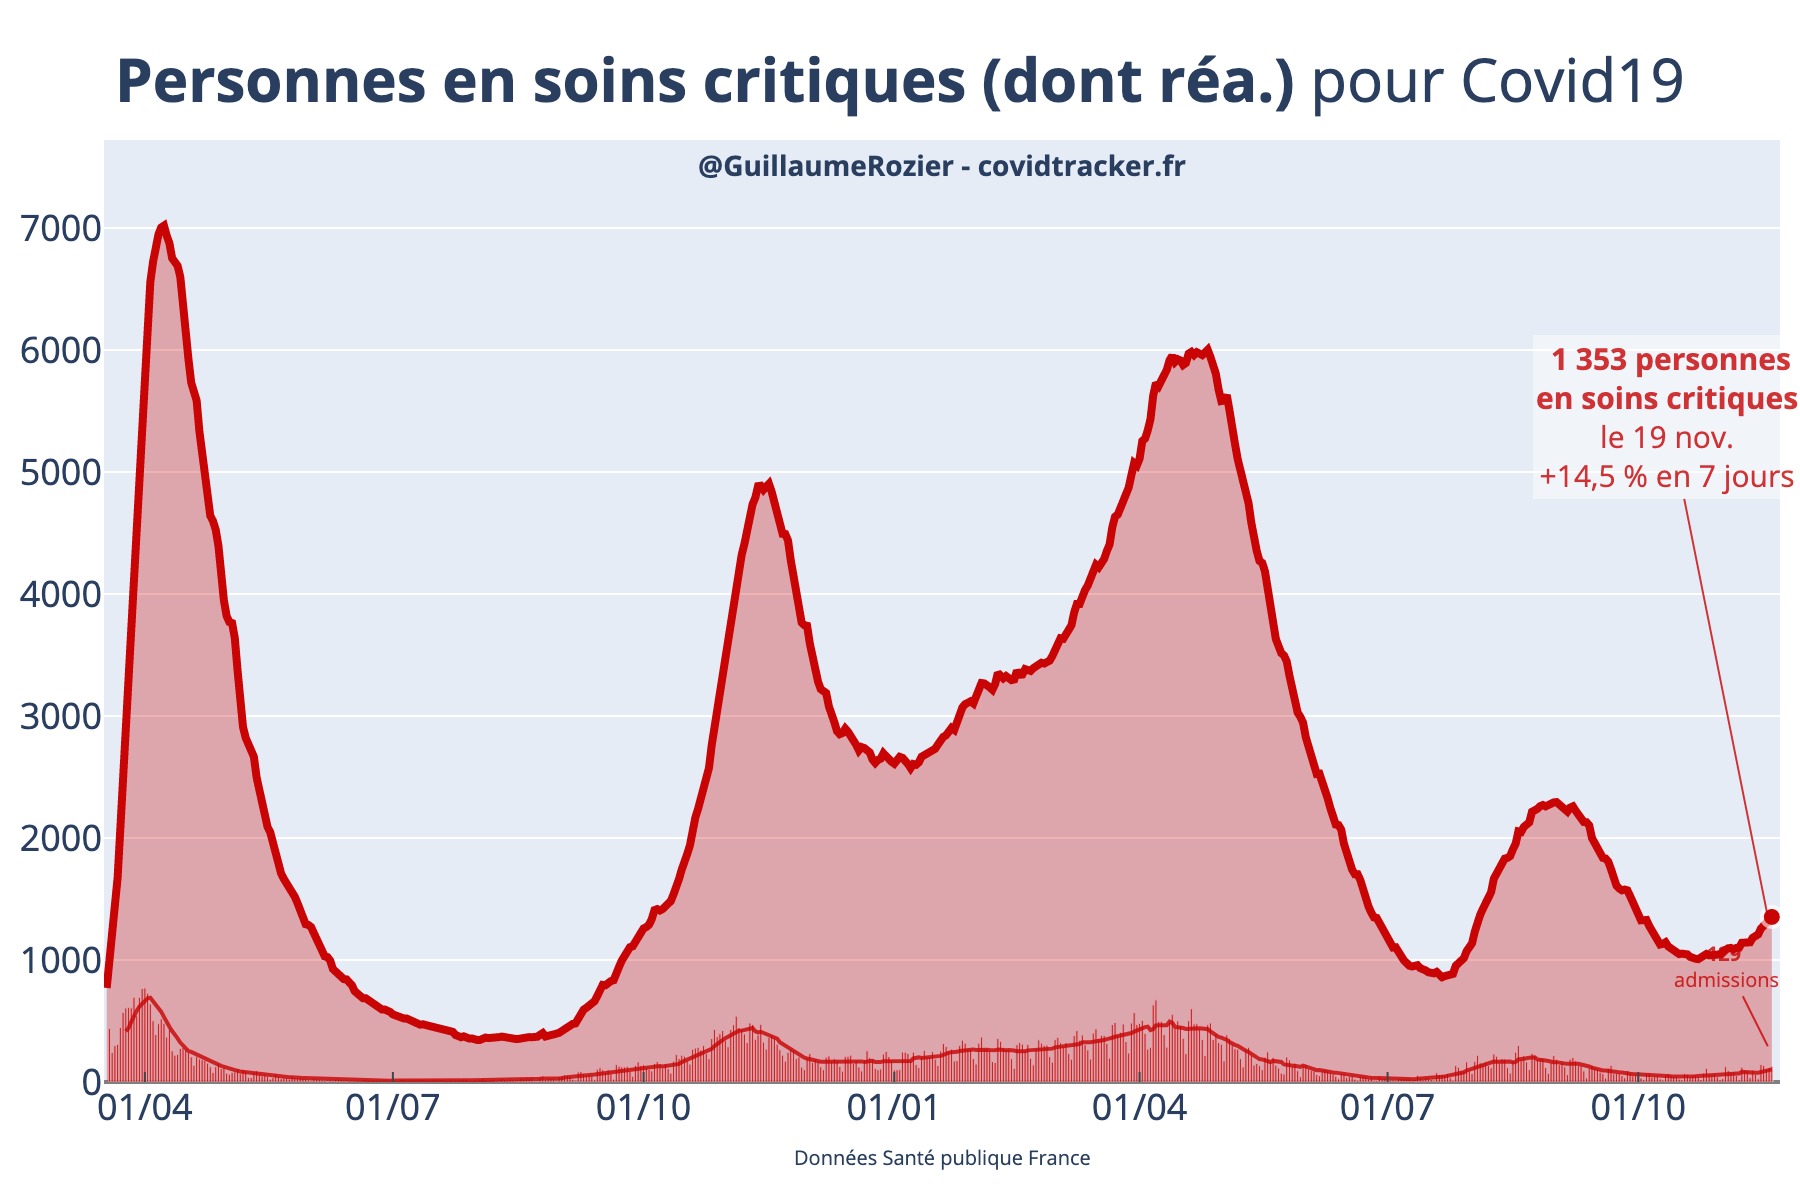 Personnes en soins critiques (dont réa.) pour Covid19
@GuillaumeRozier - covidtracker.fr
7000
6000
5000
4000
3000
2000
1000
0
1 353 personnes
en soins critiques
le 19 nov.
+14,5 % en 7 jours
129
admissions
01/04
01/07
01/10
01/01
01/04
01/07
01/10
Données Santé publique France